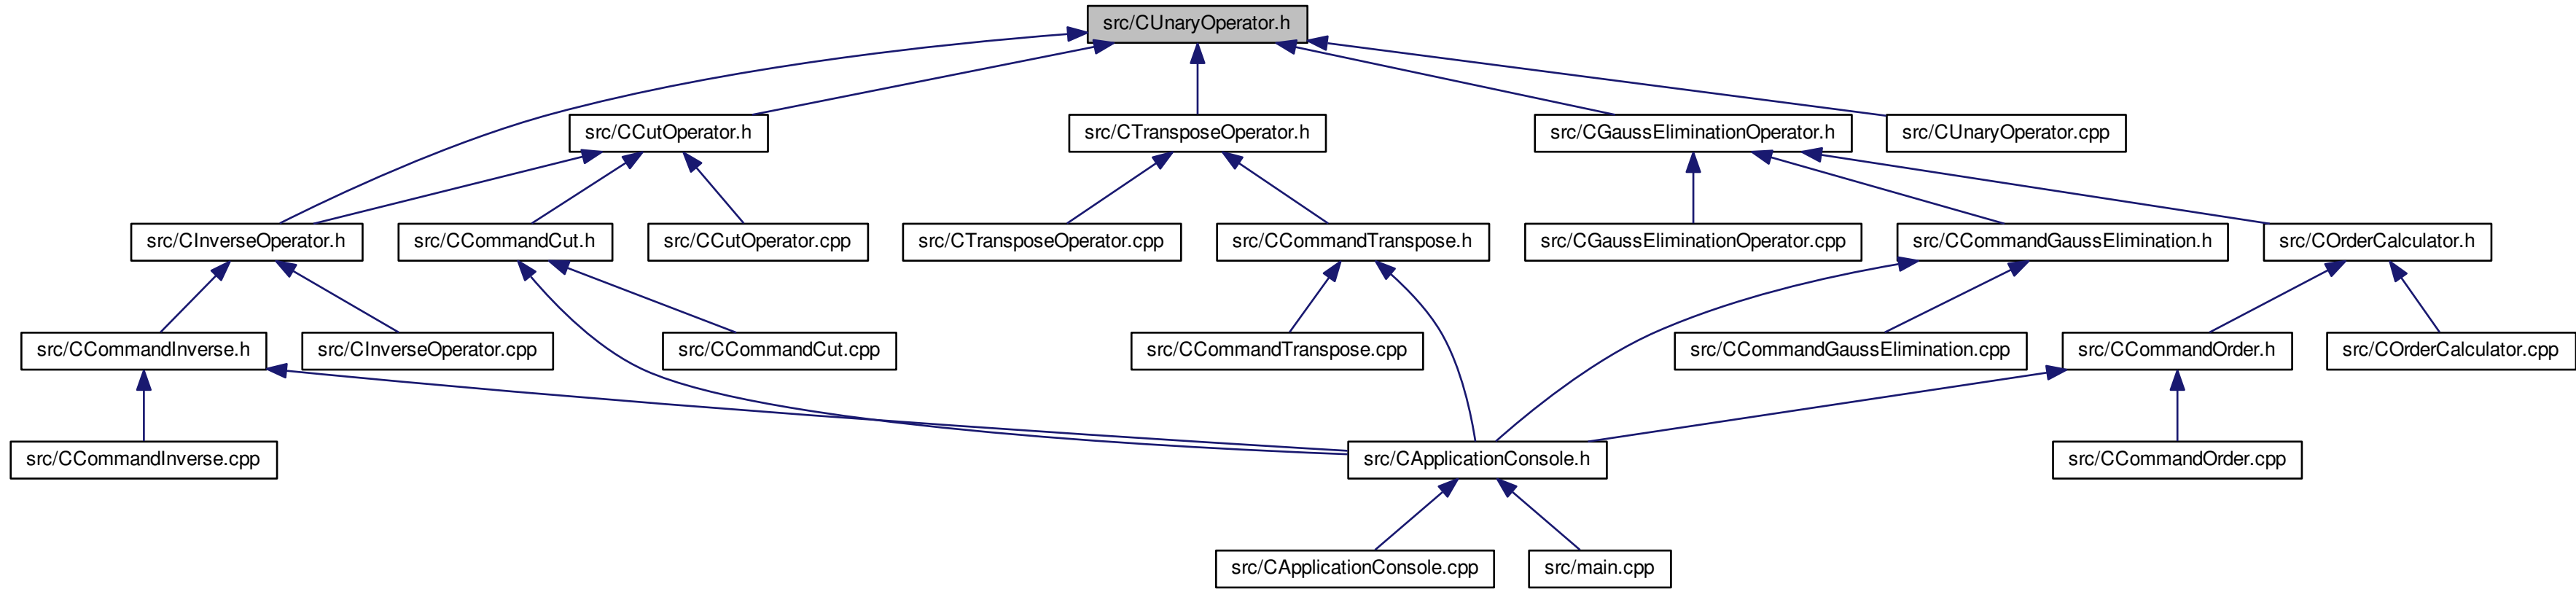 src/CUnaryOperator.h
src/CCutOperator.h
src/CTransposeOperator.h
src/CGaussEliminationOperator.h
src/CUnaryOperator.cpp
src/CInverseOperator.h
src/CCommandCut.h
src/CCutOperator.cpp
src/CTransposeOperator.cpp
src/CCommandTranspose.h
src/CGaussEliminationOperator.cpp
src/CCommandGaussElimination.h
src/COrderCalculator.h
src/CCommandInverse.h
src/CInverseOperator.cpp
src/CCommandCut.cpp
src/CCommandTranspose.cpp
src/CCommandGaussElimination.cpp
src/CCommandOrder.h
src/COrderCalculator.cpp
src/CCommandInverse.cpp
src/CApplicationConsole.h
src/CCommandOrder.cpp
src/CApplicationConsole.cpp
src/main.cpp